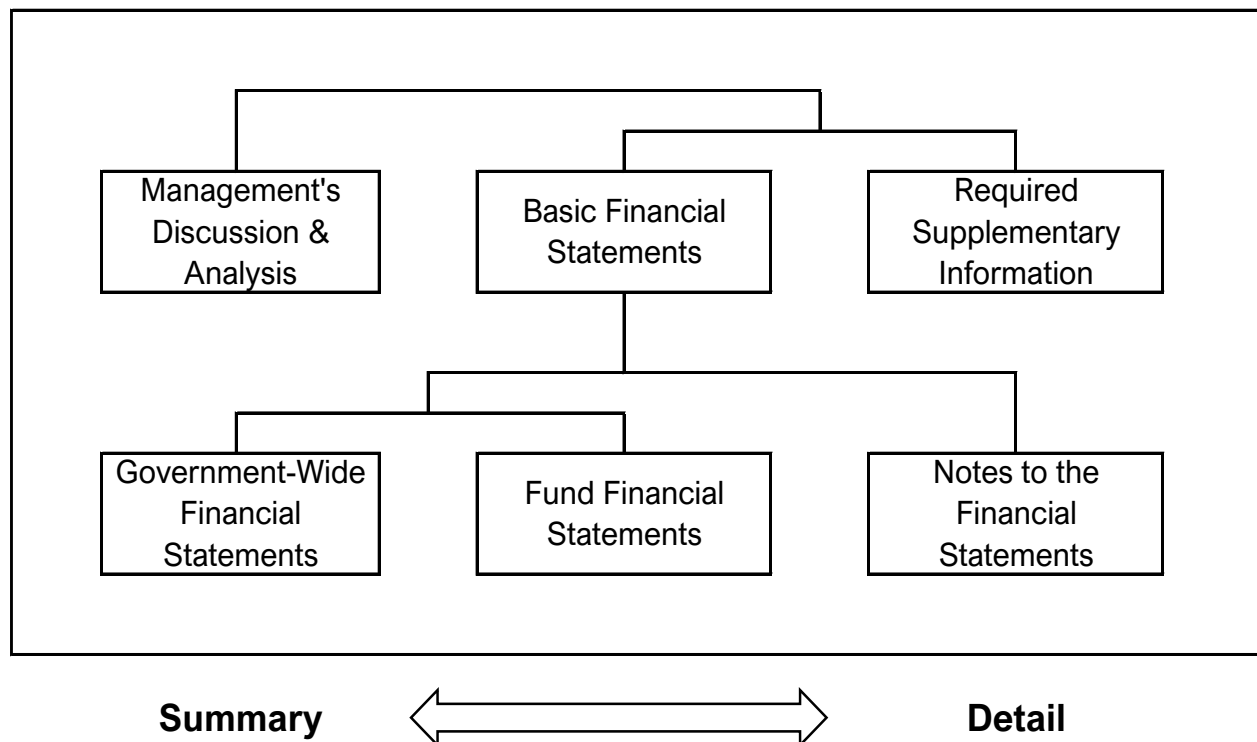 Management's
Discussion &
Analysis
Basic Financial
Statements
Required
Supplementary
Information
Government-Wide
Financial
Statements
Fund Financial
Statements
Notes to the
Financial
Statements
Summary
Detail